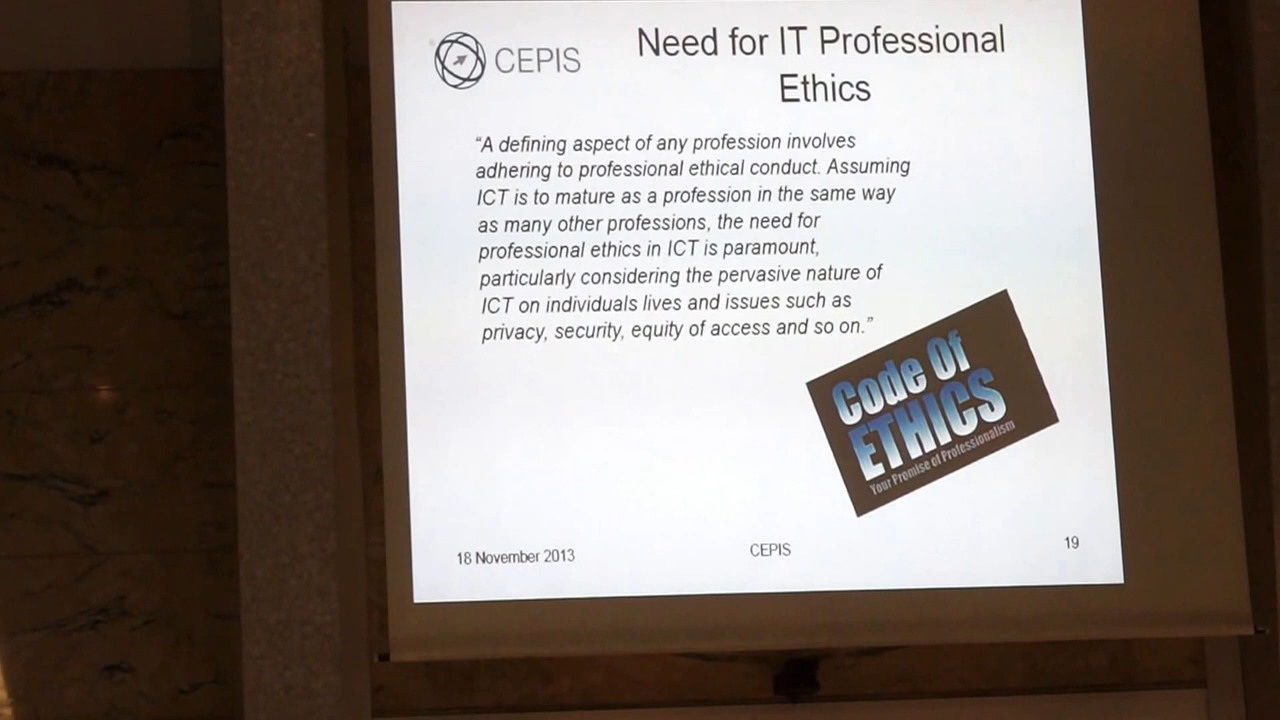 CEPIS
Need for IT Professional
Ethics
“A defining aspect of any profession involves
adhering to professional ethical conduct. Assuming
ICT is to mature as a profession in the same way
as many other professions, the need for
professional ethics in ICT is paramount,
particularly considering the pervasive nature of
ICT on individuals lives and issues such as
privacy, security, equity of access and so on.”
Code Of
ETHICS
Your Promise of Professionalism
18 November 2013
CEPIS
19